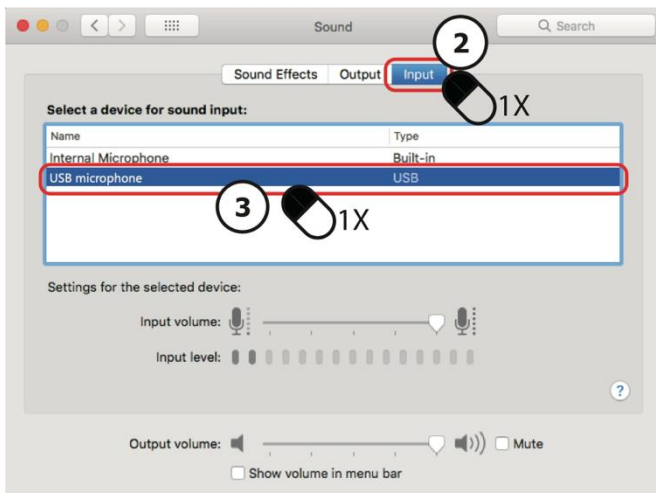 Sound
Search
2
Sound Effects Output Input
1X
Select a device for sound input:
Name Type
Internal Microphone Built-in
USB microphone USB
3
1X
Settings for the selected device:
Input volume:
Input level:
?
Output volume: Mute
Show volume in menu bar